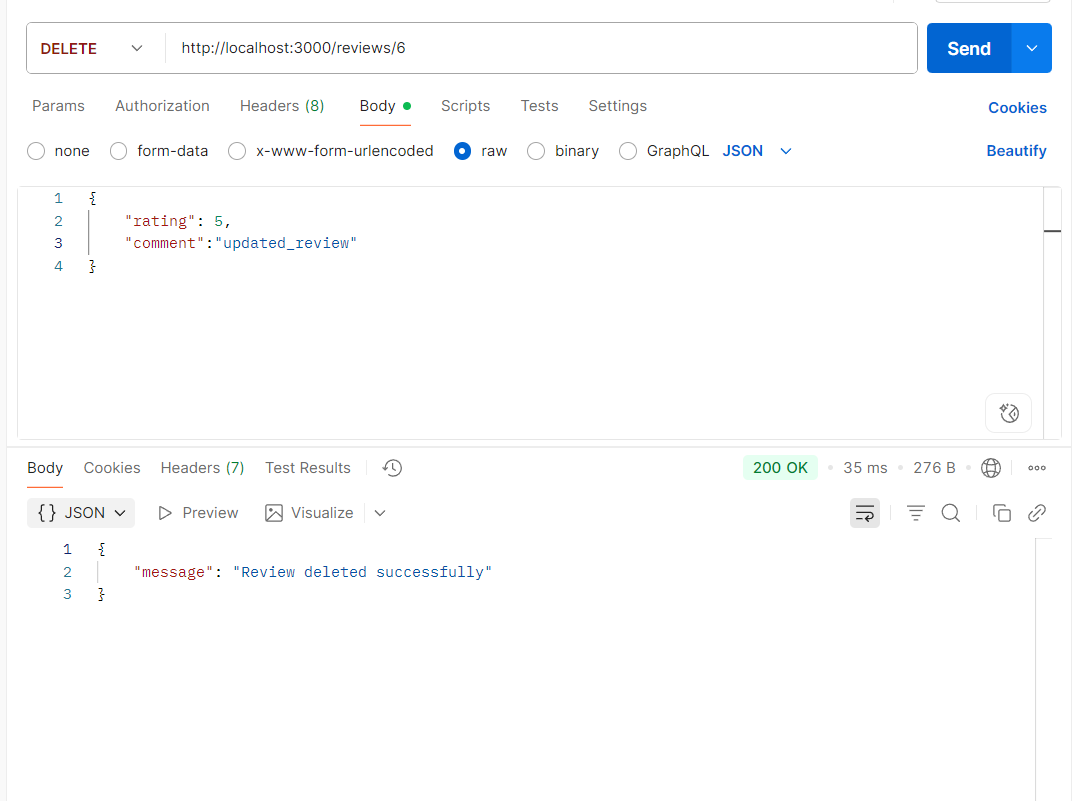 DELETE http://localhost:3000/reviews/6 Send
Params Authorization Headers (8) Body Scripts Tests Settings Cookies
none form-data x-www-form-urlencoded raw binary GraphQL JSON Beautify
1 {
2 "rating": 5,
3 "comment":"updated_review"
4 }
Body Cookies Headers (7) Test Results 200 OK 35 ms 276 B
{} JSON Preview Visualize
1 {
2 "message": "Review deleted successfully"
3 }